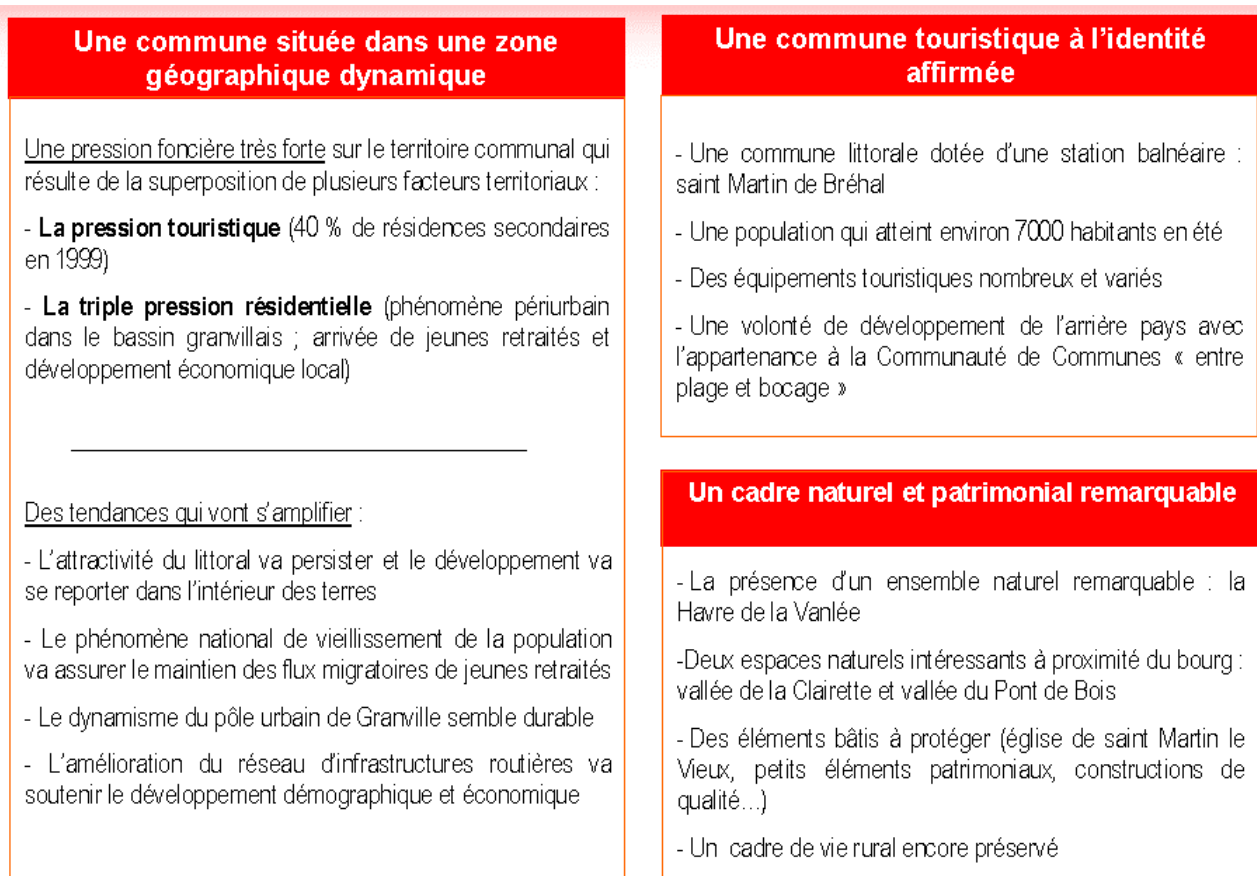 Une commune située dans une zone
géographique dynamique
Une pression foncière très forte sur le territoire communal qui
résulte de la superposition de plusieurs facteurs territoriaux :
- La pression touristique (40 % de résidences secondaires
en 1999)
- La triple pression résidentielle (phénomène périurbain
dans le bassin granvillais ; arrivée de jeunes retraités et
développement économique local)
Des tendances qui vont s'amplifier :
- L'attractivité du littoral va persister et le développement va
se reporter dans l'intérieur des terres
- Le phénomène national de vieillissement de la population
va assurer le maintien des flux migratoires de jeunes retraités
- Le dynamisme du pôle urbain de Granville semble durable
- L'amélioration du réseau d'infrastructures routières va
soutenir le développement démographique et économique
Une commune touristique à l'identité
affirmée
- Une commune littorale dotée d'une station balnéaire :
saint Martin de Bréhal
- Une population qui atteint environ 7000 habitants en été
- Des équipements touristiques nombreux et variés
- Une volonté de développement de l'arrière pays avec
l'appartenance à la Communauté de Communes « entre
plage et bocage »
Un cadre naturel et patrimonial remarquable
- La présence d'un ensemble naturel remarquable : la
Havre de la Vanlée
-Deux espaces naturels intéressants à proximité du bourg :
vallée de la Clairette et vallée du Pont de Bois
- Des éléments bâtis à protéger (église de saint Martin le
Vieux, petits éléments patrimoniaux, constructions de
qualité...)
- Un cadre de vie rural encore préservé